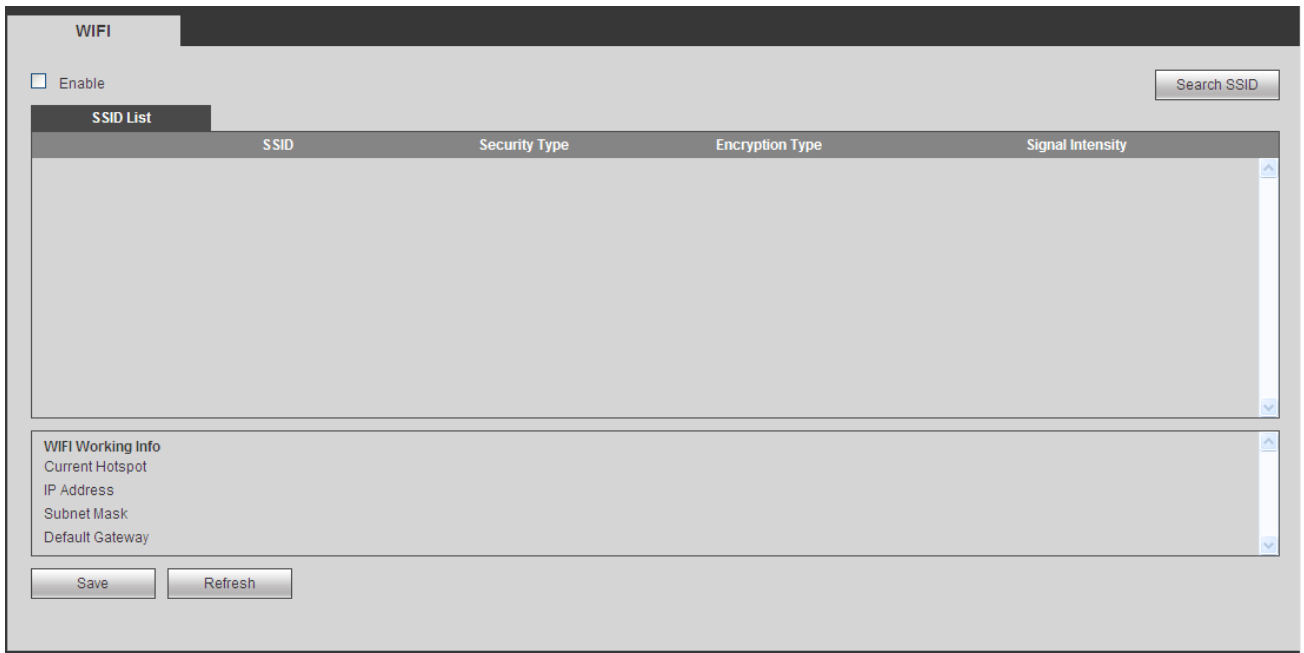 WIFI
Enable
Search SSID
SSID List
SSID Security Type Encryption Type Signal Intensity
WIFI Working Info
Current Hotspot
IP Address
Subnet Mask
Default Gateway
Save Refresh